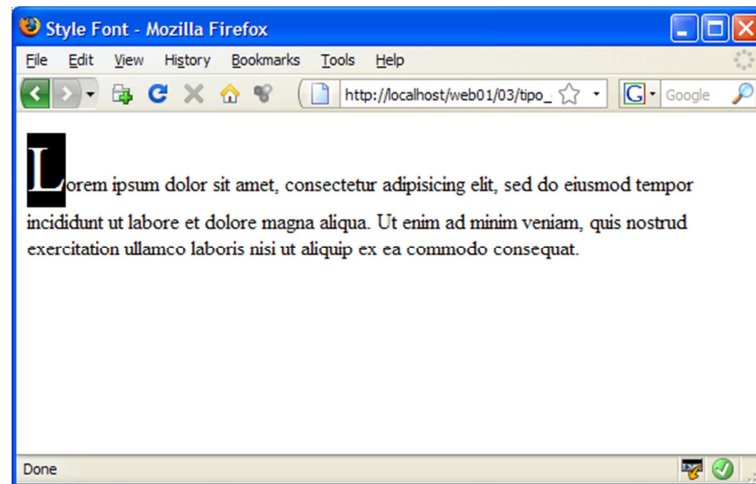 Style Font - Mozilla Firefox
File Edit View History Bookmarks Tools Help
http://localhost/web01/03/tipo_ G Google
Lorem ipsum dolor sit amet, consectetur adipisicing elit, sed do eiusmod tempor
incididunt ut labore et dolore magna aliqua. Ut enim ad minim veniam, quis nostrud
exercitation ullamco laboris nisi ut aliquip ex ea commodo consequat.
Done